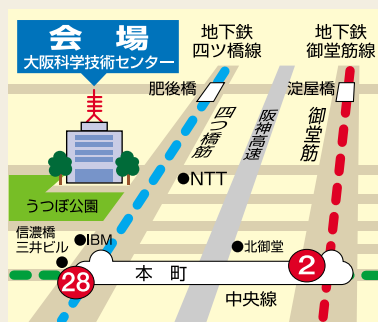 会場
大阪科学技術センター
地下鉄
四ツ橋線
地下鉄
御堂筋線
肥後橋
淀屋橋
四つ橋筋
阪神高速
御堂筋
NTT
うつぼ公園
信濃橋
三井ビル
IBM
北御堂
本町
28
2
中央線